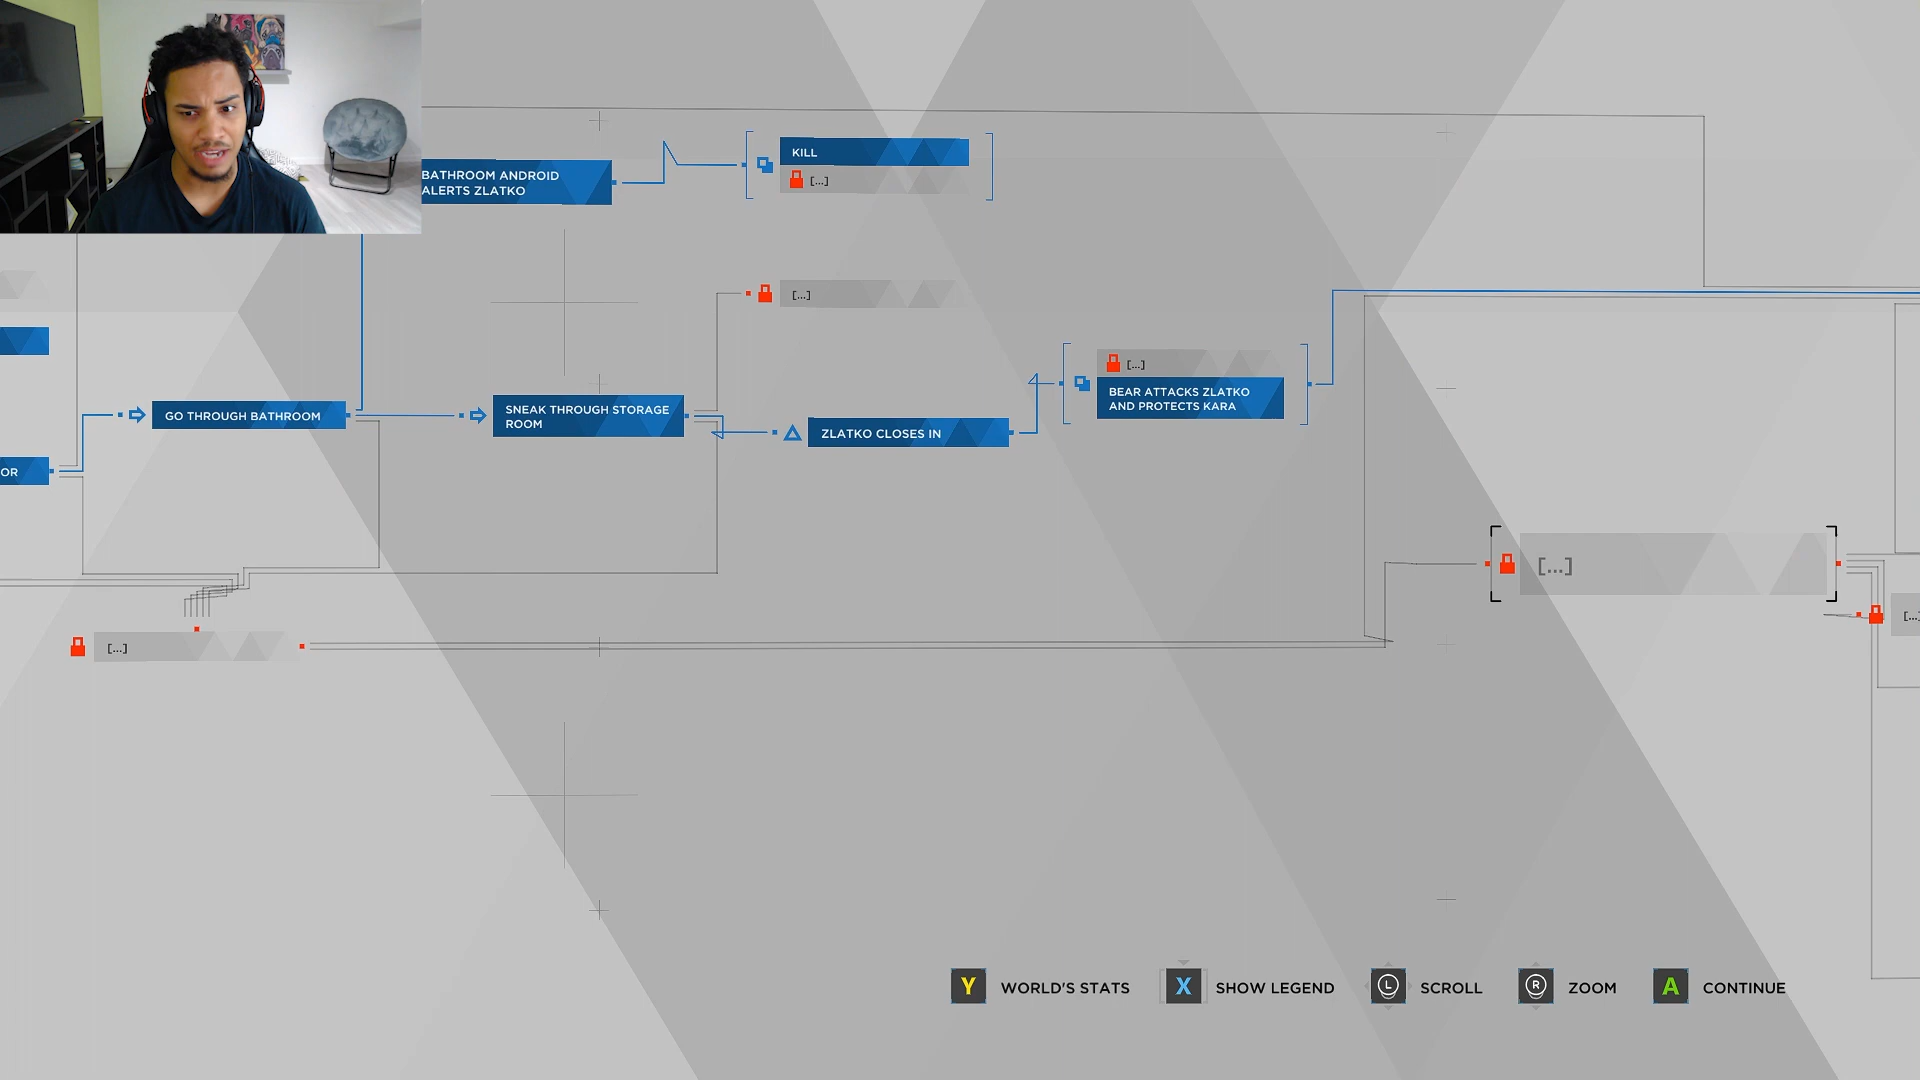 BATHROOM ANDROID
ALERTS ZLATKO
KILL
[...]
[...]
[...]
BEAR ATTACKS ZLATKO
AND PROTECTS KARA
GO THROUGH BATHROOM
SNEAK THROUGH STORAGE
ROOM
ZLATKO CLOSES IN
OR
[...]
[...]
[...]
Y WORLD'S STATS
X SHOW LEGEND
L SCROLL
R ZOOM
A CONTINUE